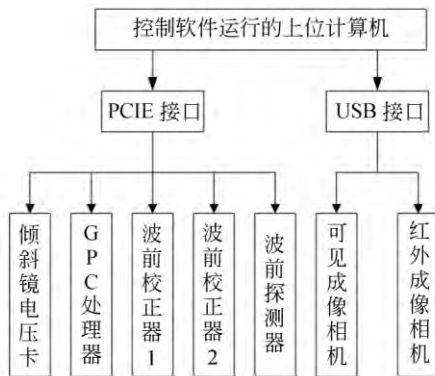 控制软件运行的上位计算机
PCIE 接口
USB 接口
倾斜镜电压卡
GPC处理器
波前校正器1
波前校正器2
波前探测器
可见成像相机
红外成像相机